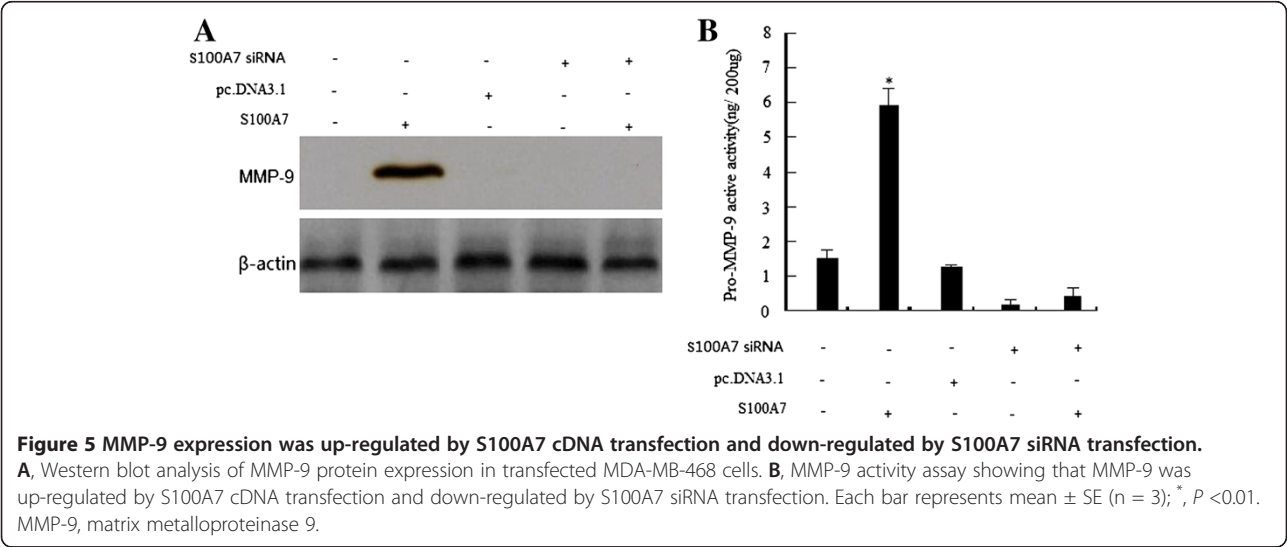 A
S100A7 siRNA - - - + +
pc.DNA3.1 - - + - -
S100A7 - + - - +
MMP-9
β-actin
B
Pro-MMP-9 active activity(ng/ 200ug)
8
7
6
5
4
3
2
1
0
*
S100A7 siRNA - - - + +
pc.DNA3.1 - - + - -
S100A7 - + - - +
Figure 5 MMP-9 expression was up-regulated by S100A7 cDNA transfection and down-regulated by S100A7 siRNA transfection.
A, Western blot analysis of MMP-9 protein expression in transfected MDA-MB-468 cells. B, MMP-9 activity assay showing that MMP-9 was
up-regulated by S100A7 cDNA transfection and down-regulated by S100A7 siRNA transfection. Each bar represents mean ± SE (n = 3); *, P <0.01.
MMP-9, matrix metalloproteinase 9.